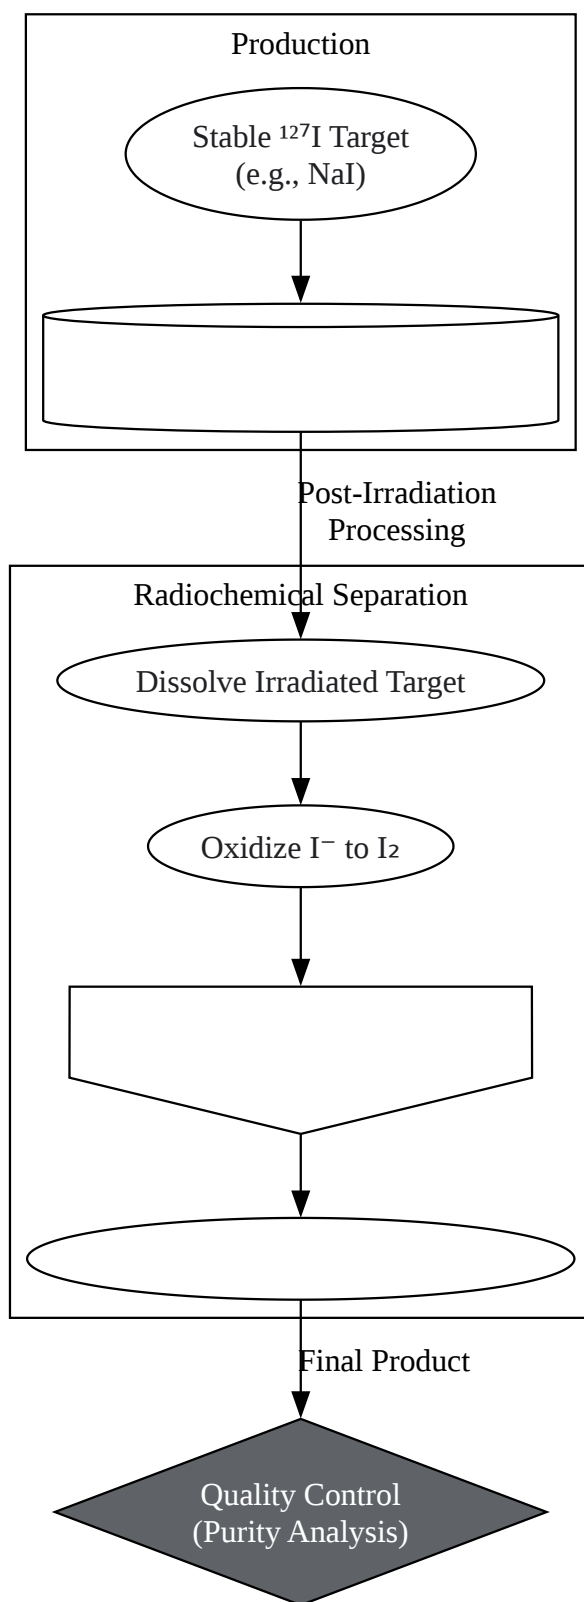 Production
Stable ¹²⁷I Target
(e.g., NaI)
Post-Irradiation
Processing
Radiochemical Separation
Dissolve Irradiated Target
Oxidize I⁻ to I₂
Final Product
Quality Control
(Purity Analysis)